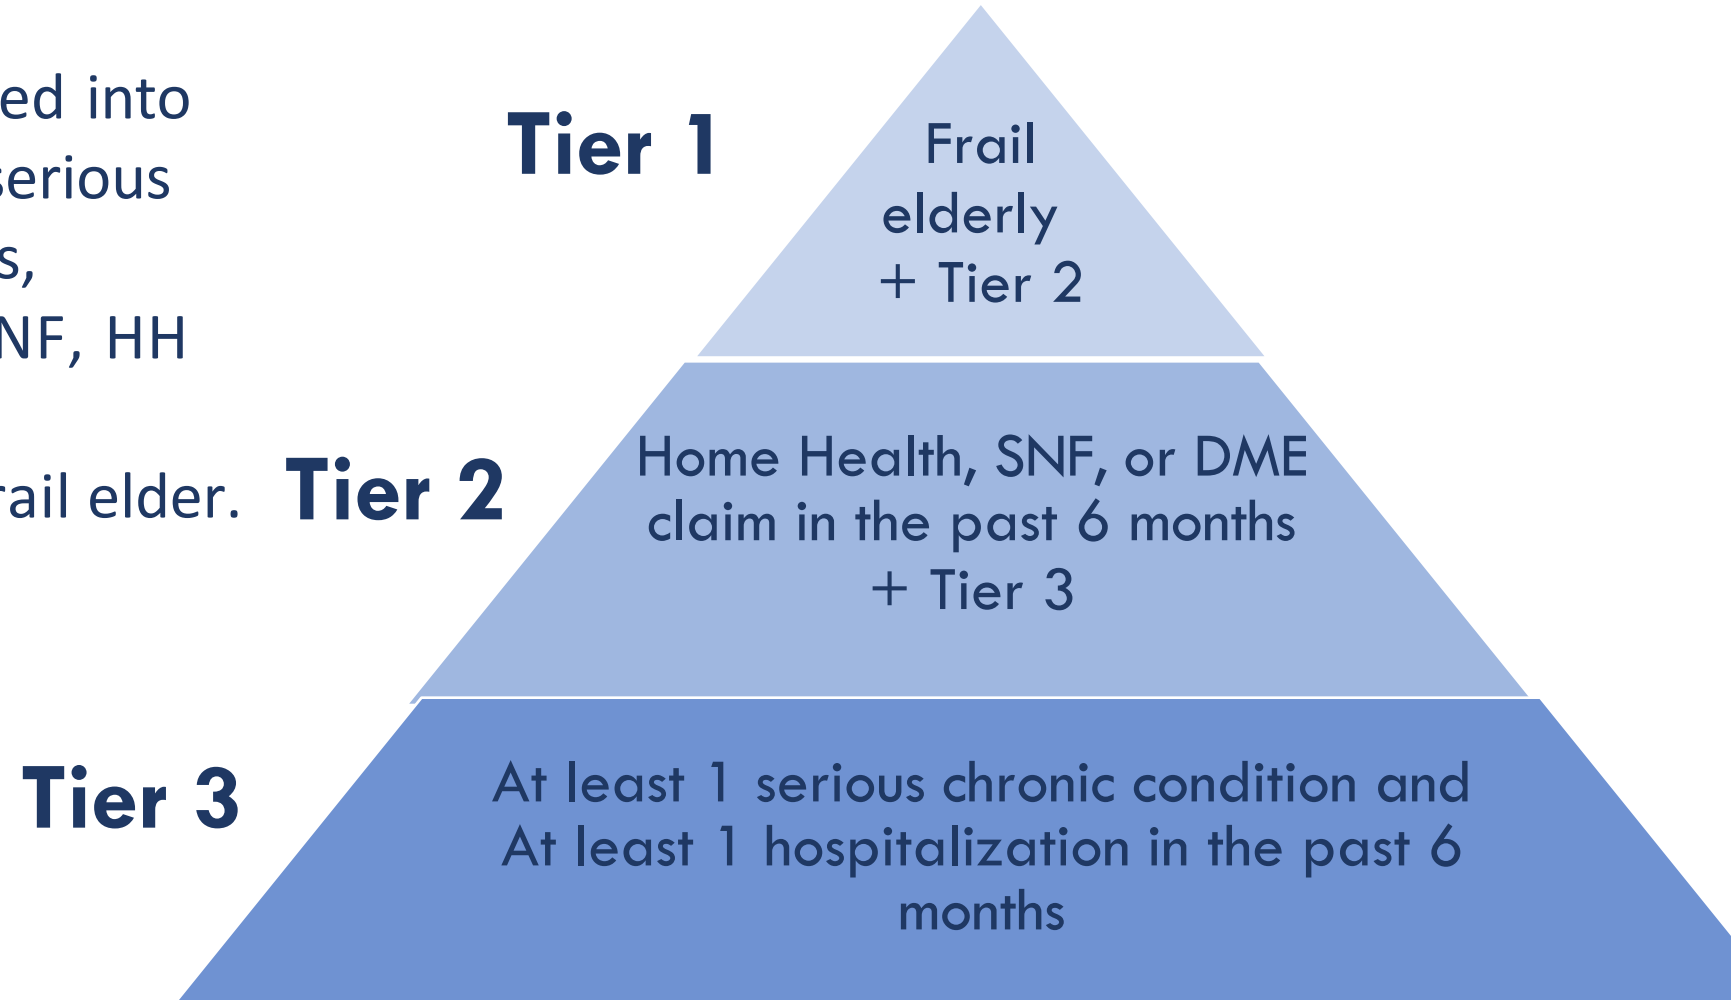 ed into
serious
s,
NF, HH
rail elder.
Tier 1
Frail
elderly
+ Tier 2
Tier 2
Home Health, SNF, or DME
claim in the past 6 months
+ Tier 3
Tier 3
At least 1 serious chronic condition and
At least 1 hospitalization in the past 6
months